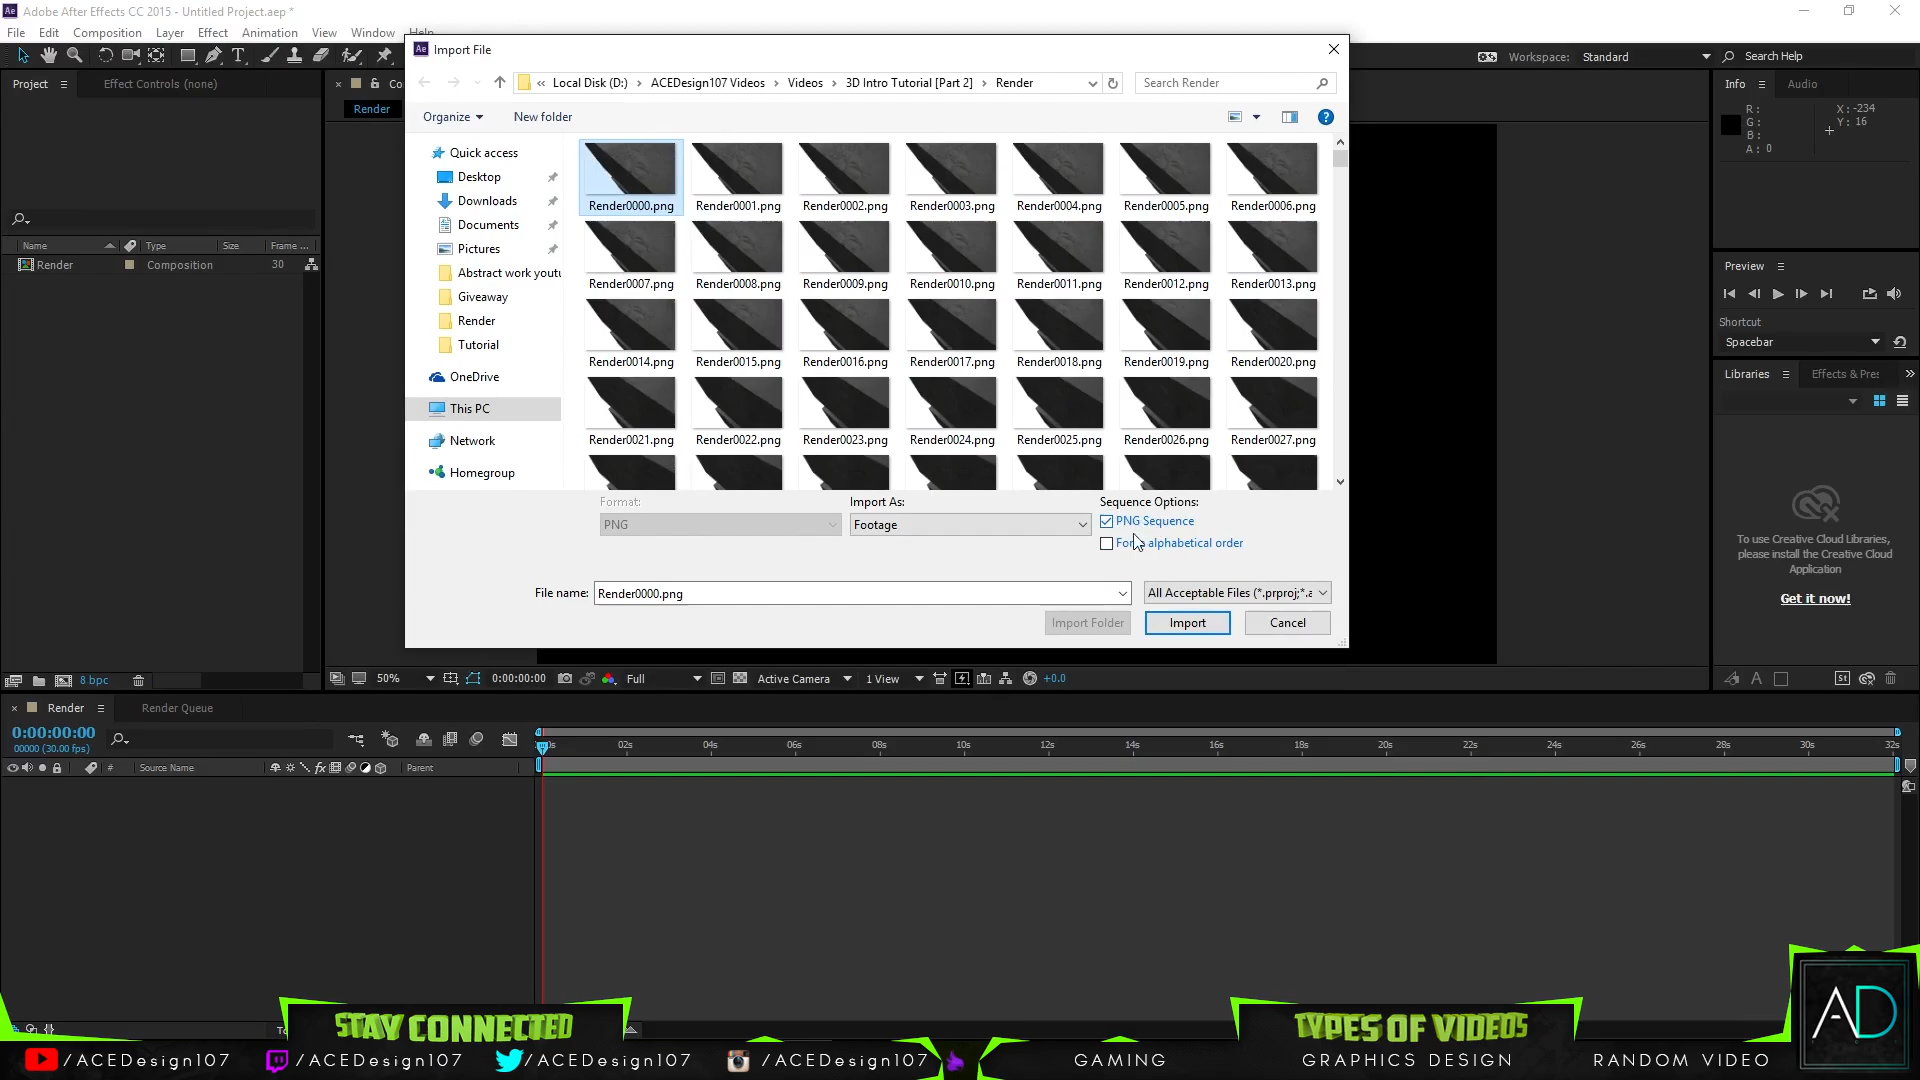 Adobe After Effects CC 2015 - Untitled Project.aep *
File Edit Composition Layer Effect Animation View Window Help
Workspace: Standard Search Help
Project Effect Controls (none)
Render
Name Type Size Frame ...
Render Composition 30
8 bpc
Import File
Local Disk (D:) › ACEDesign107 Videos › Videos › 3D Intro Tutorial [Part 2] › Render
Search Render
Organize New folder
Quick access
Desktop
Downloads
Documents
Pictures
Abstract work youtu
Giveaway
Render
Tutorial
OneDrive
This PC
Network
Homegroup
Render0000.png Render0001.png Render0002.png Render0003.png Render0004.png Render0005.png Render0006.png
Render0007.png Render0008.png Render0009.png Render0010.png Render0011.png Render0012.png Render0013.png
Render0014.png Render0015.png Render0016.png Render0017.png Render0018.png Render0019.png Render0020.png
Render0021.png Render0022.png Render0023.png Render0024.png Render0025.png Render0026.png Render0027.png
Format: Import As: Sequence Options:
PNG Footage PNG Sequence
alphabetical order
File name: Render0000.png All Acceptable Files (*.prproj;*.a
Import Folder Import Cancel
Info Audio
R: X: -234
G: Y: 16
B:
A: 0
Preview
Shortcut
Spacebar
Libraries Effects & Pres
To use Creative Cloud Libraries,
please install the Creative Cloud
Application
Get it now!
50% 0:00:00:00 Full Active Camera 1 View +0.0
Render Render Queue
0:00:00:00
00000 (30.00 fps)
02s 04s 06s 08s 10s 12s 14s 16s 18s 20s 22s 24s 26s 28s 30s 32s
# Source Name Parent
STAY CONNECTED TYPES OF VIDEOS
/ACEDesign107 /ACEDesign107 /ACEDesign107 /ACEDesign107 GAMING GRAPHICS DESIGN RANDOM VIDEO
AD